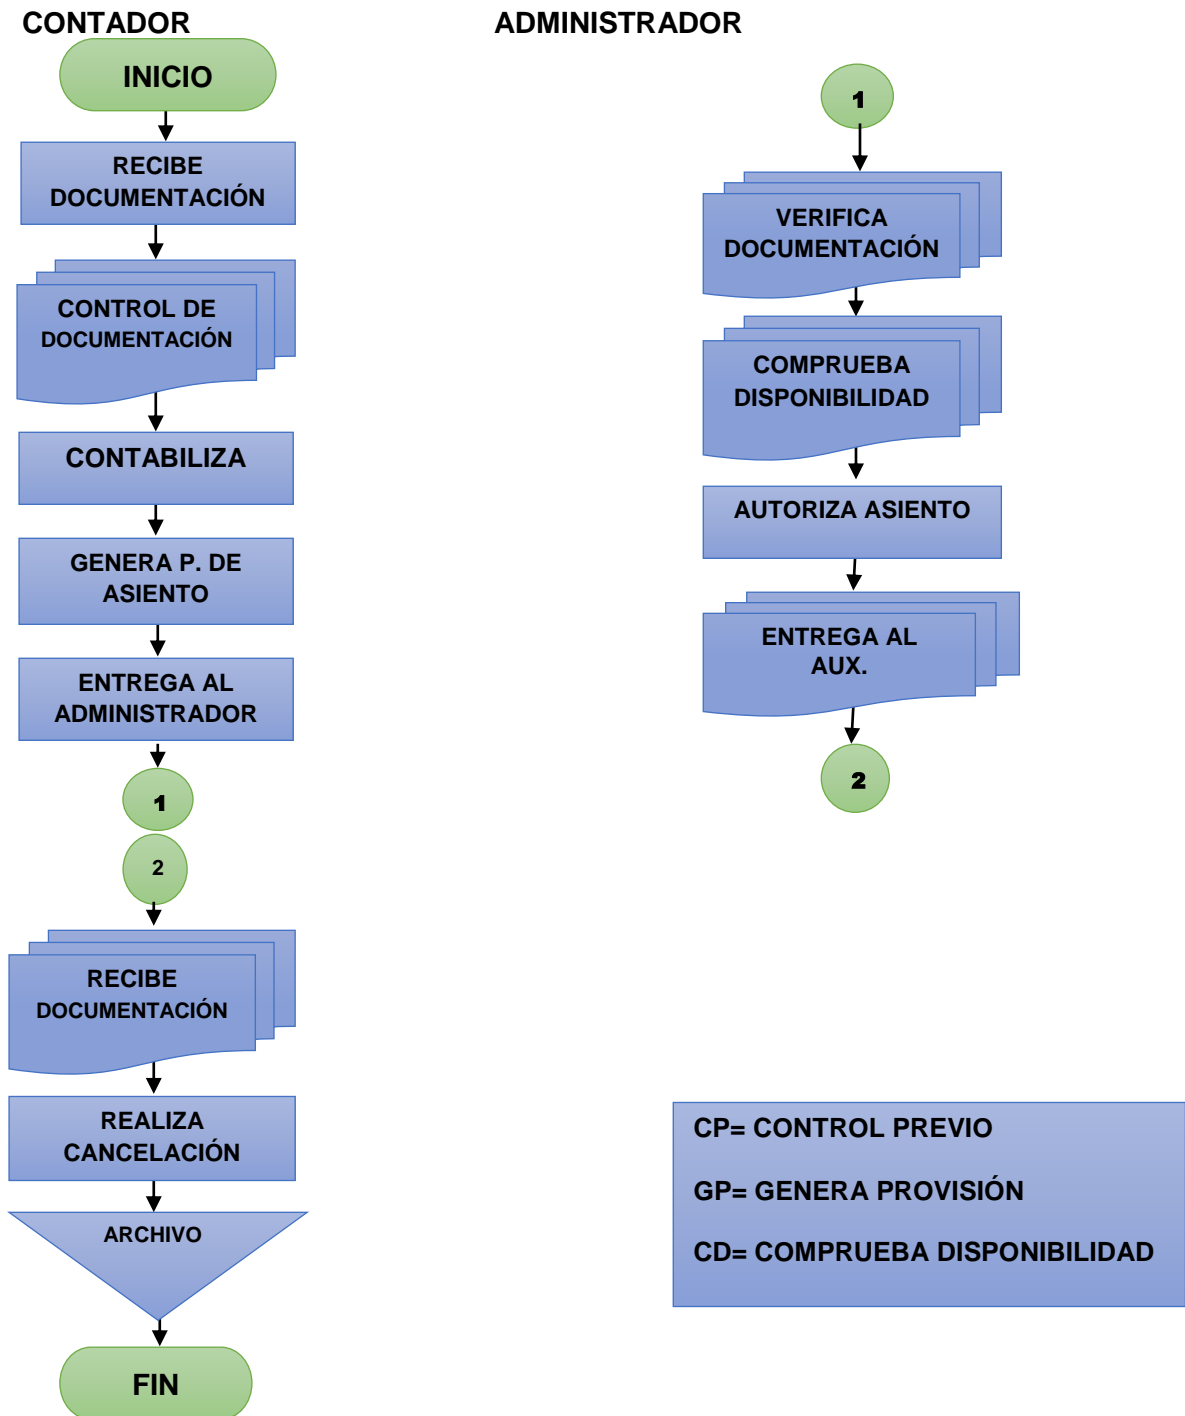 CONTADOR
INICIO
RECIBE
DOCUMENTACIÓN
CONTROL DE
DOCUMENTACIÓN
CONTABILIZA
GENERA P. DE
ASIENTO
ENTREGA AL
ADMINISTRADOR
1
2
RECIBE
DOCUMENTACIÓN
REALIZA
CANCELACIÓN
ARCHIVO
FIN
ADMINISTRADOR
1
VERIFICA
DOCUMENTACIÓN
COMPRUEBA
DISPONIBILIDAD
AUTORIZA ASIENTO
ENTREGA AL
AUX.
2
CP= CONTROL PREVIO
GP= GENERA PROVISIÓN
CD= COMPRUEBA DISPONIBILIDAD